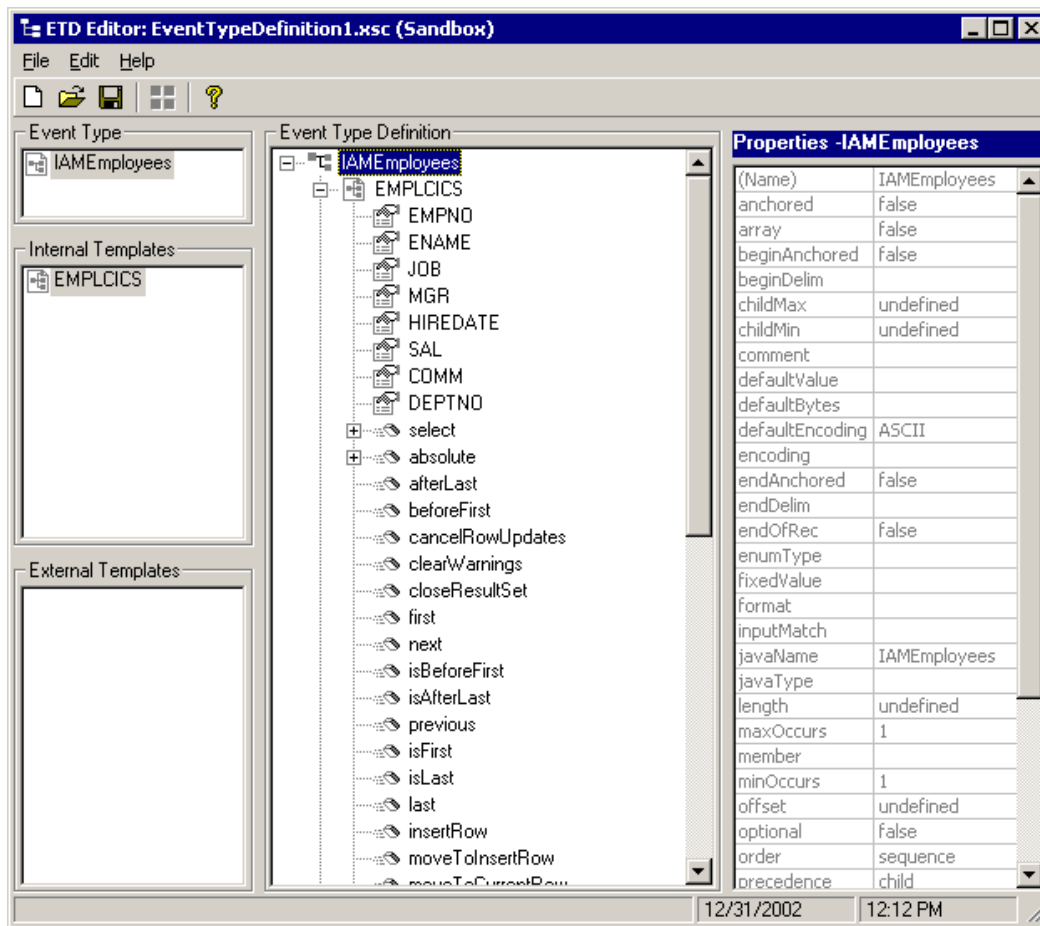 ETD Editor: EventTypeDefinition1.xsc (Sandbox)
File Edit Help
Event Type
IAMEmployees
Internal Templates
EMPLCICS
External Templates
Event Type Definition
IAMEmployees
EMPLCICS
EMPNO
ENAME
JOB
MGR
HIREDATE
SAL
COMM
DEPTNO
select
absolute
afterLast
beforeFirst
cancelRowUpdates
clearWarnings
closeResultSet
first
next
isBeforeFirst
isAfterLast
previous
isFirst
isLast
last
insertRow
moveToInsertRow
moveToCurrentRow
Properties -IAMEmployees
(Name) IAMEmployees
anchored false
array false
beginAnchored false
beginDelim
childMax undefined
childMin undefined
comment
defaultValue
defaultBytes
defaultEncoding ASCII
encoding
endAnchored false
endDelim
endOfRec false
enumType
fixedValue
format
inputMatch
javaName IAMEmployees
javaType
length undefined
maxOccurs 1
member
minOccurs 1
offset undefined
optional false
order sequence
precedence child
12/31/2002 12:12 PM